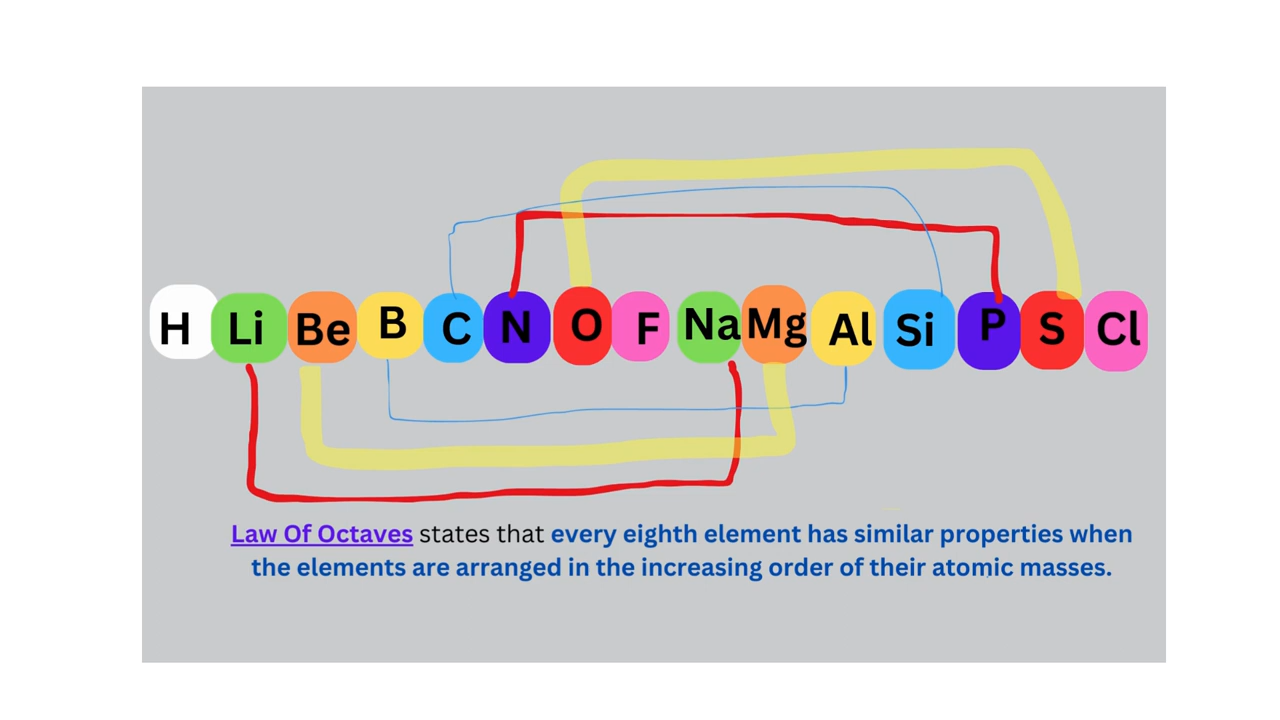 H Li Be B C N O F Na Mg Al Si P S Cl
Law Of Octaves states that every eighth element has similar properties when
the elements are arranged in the increasing order of their atomic masses.